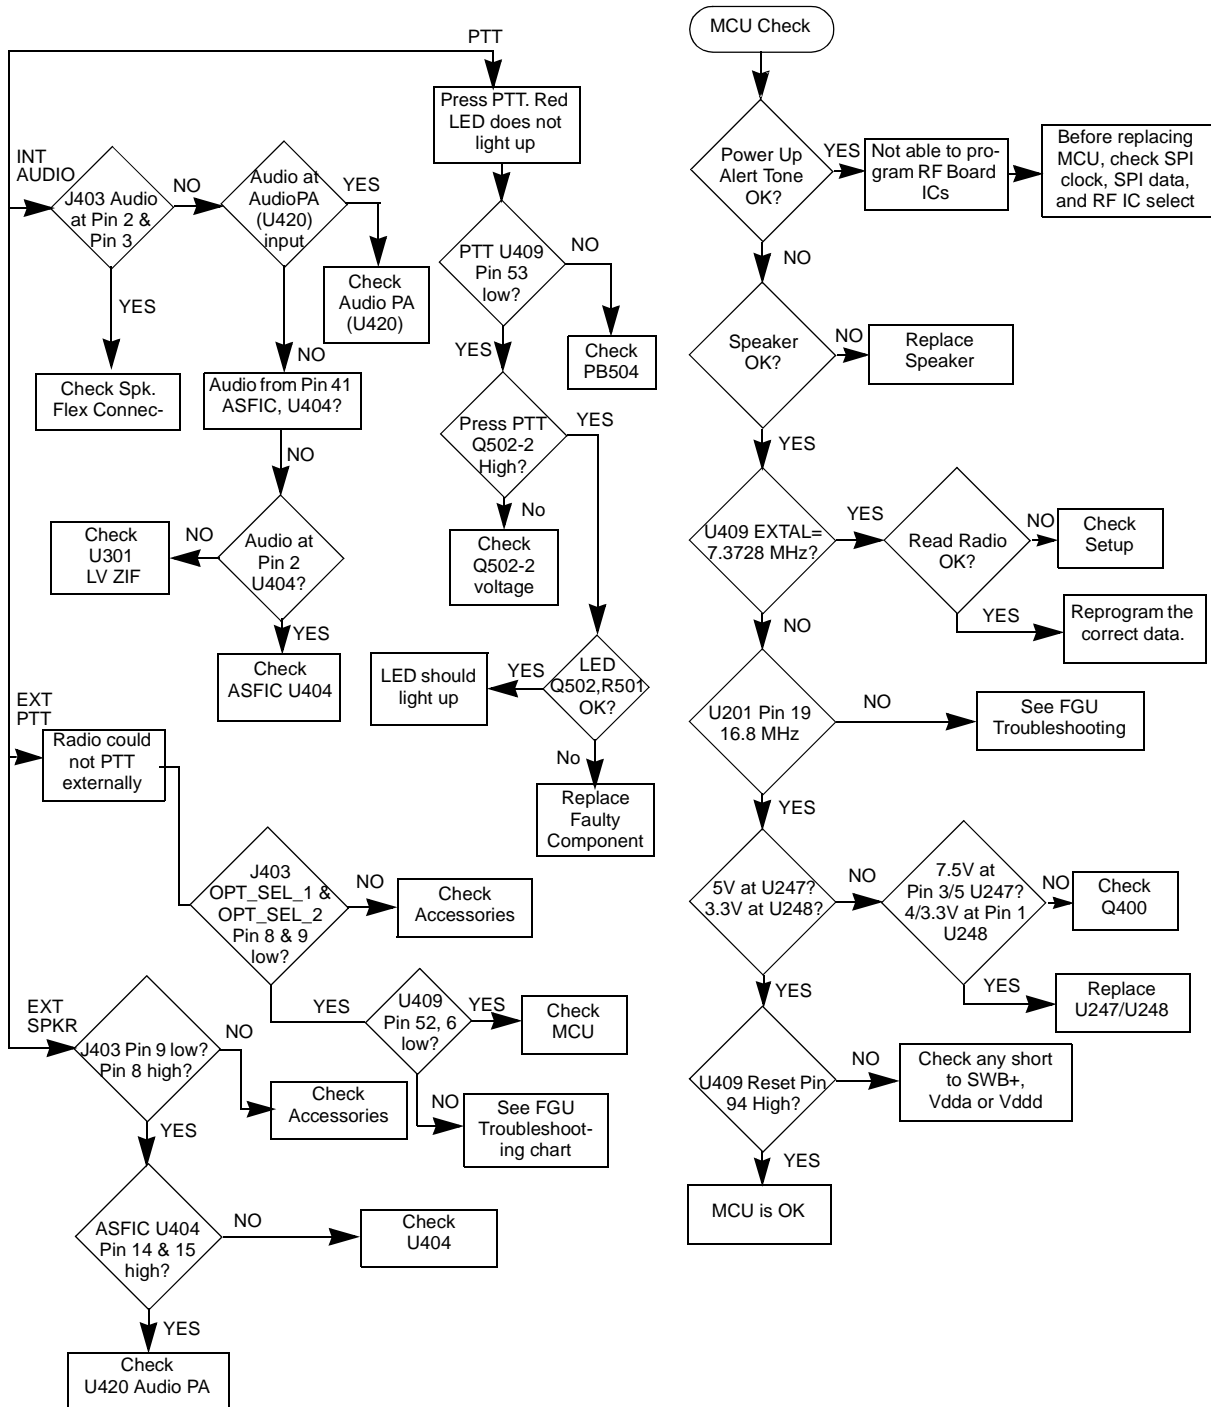 PTT
Press PTT. Red
LED does not
light up
INT
AUDIO
J403 Audio
at Pin 2 &
Pin 3
NO
Audio at
AudioPA
(U420)
input
YES
Check
Audio PA
(U420)
YES
Check Spk.
Flex Connec-
NO
Audio from Pin 41
ASFIC, U404?
NO
Audio at
Pin 2
U404?
NO
Check
U301
LV ZIF
YES
Check
ASFIC U404
PTT U409
Pin 53
low?
NO
Check
PB504
YES
Press PTT
Q502-2
High?
YES
No
Check
Q502-2
voltage
LED
Q502,R501
OK?
YES
LED should
light up
No
Replace
Faulty
Component
EXT
PTT
Radio could
not PTT
externally
J403
OPT_SEL_1 &
OPT_SEL_2
Pin 8 & 9
low?
NO
Check
Accessories
YES
U409
Pin 52, 6
low?
YES
Check
MCU
NO
See FGU
Troubleshoot-
ing chart
EXT
SPKR
J403 Pin 9 low?
Pin 8 high?
NO
Check
Accessories
YES
ASFIC U404
Pin 14 & 15
high?
NO
Check
U404
YES
Check
U420 Audio PA
MCU Check
Power Up
Alert Tone
OK?
YES
Not able to pro-
gram RF Board
ICs
Before replacing
MCU, check SPI
clock, SPI data,
and RF IC select
NO
Speaker
OK?
NO
Replace
Speaker
YES
U409 EXTAL=
7.3728 MHz?
YES
Read Radio
OK?
NO
Check
Setup
YES
Reprogram the
correct data.
NO
U201 Pin 19
16.8 MHz
NO
See FGU
Troubleshooting
YES
5V at U247?
3.3V at U248?
NO
7.5V at
Pin 3/5 U247?
4/3.3V at Pin 1
U248
NO
Check
Q400
YES
Replace
U247/U248
YES
U409 Reset Pin
94 High?
NO
Check any short
to SWB+,
Vdda or Vddd
YES
MCU is OK